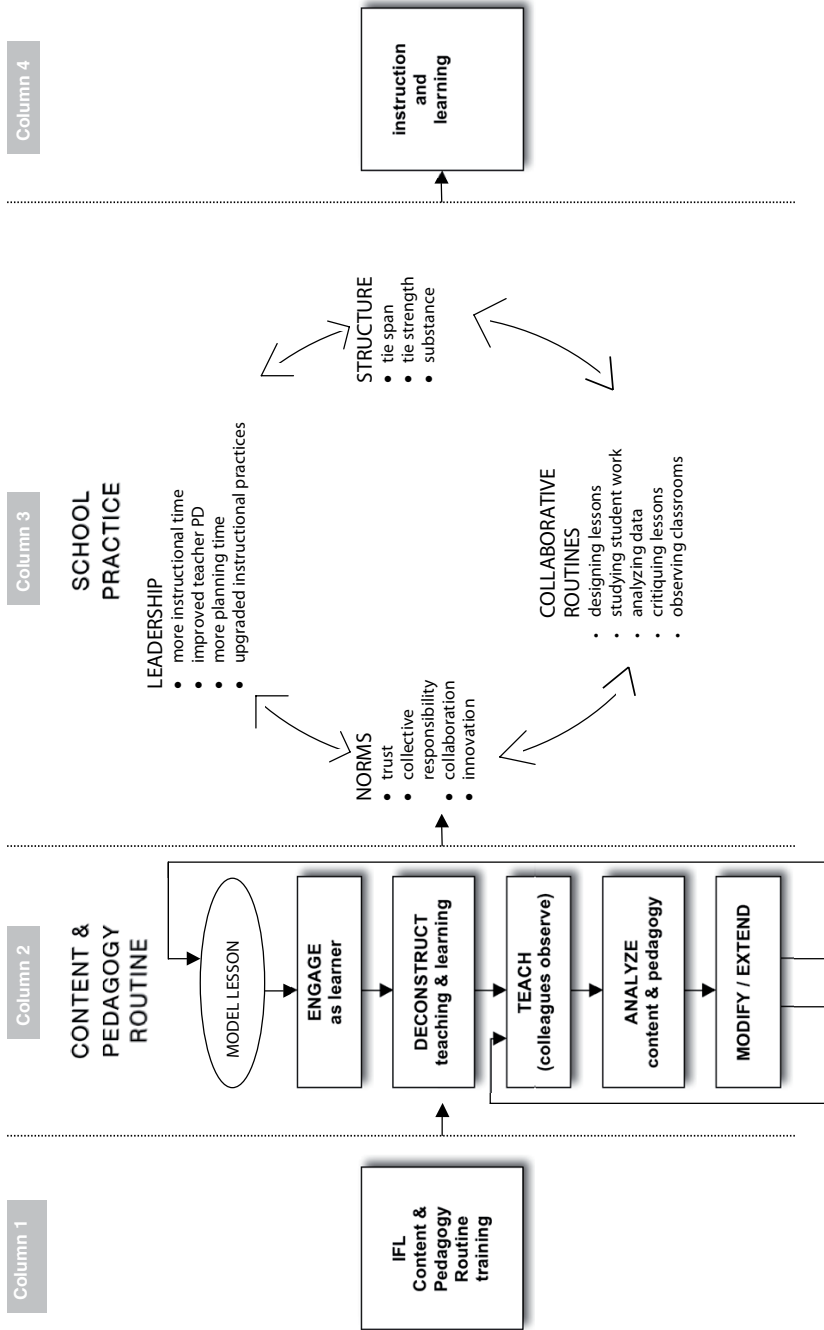 Column 1
IFL
Content &
Pedagogy
Routine
training
Column 2
CONTENT &
PEDAGOGY
ROUTINE
MODEL LESSON
ENGAGE
as learner
DECONSTRUCT
teaching & learning
TEACH
(colleagues observe)
ANALYZE
content & pedagogy
MODIFY / EXTEND
Column 3
SCHOOL
PRACTICE
LEADERSHIP
• more instructional time
• improved teacher PD
• more planning time
• upgraded instructional practices
NORMS
• trust
• collective
responsibility
• collaboration
• innovation
STRUCTURE
• tie span
• tie strength
• substance
COLLABORATIVE
ROUTINES
• designing lessons
• studying student work
• analyzing data
• critiquing lessons
• observing classrooms
Column 4
instruction
and
learning